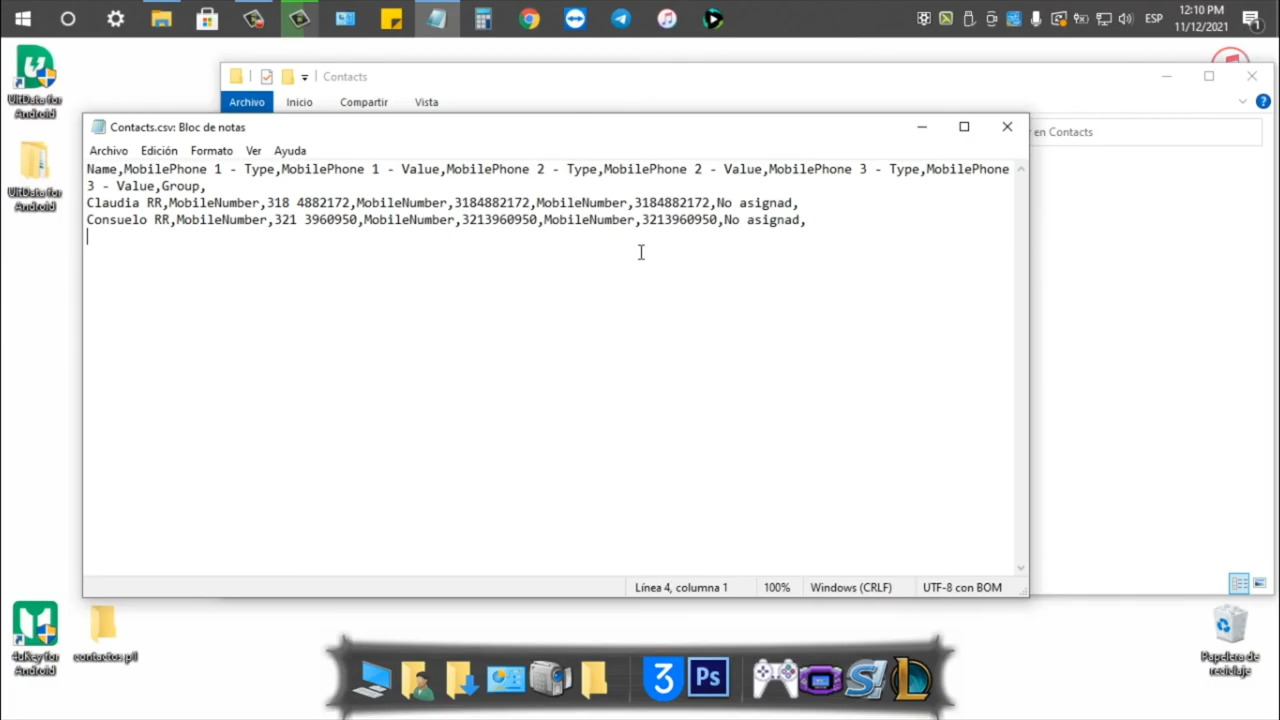 12:10 PM
ESP
11/12/2021
1
UltData for
Android
Contacts
Archivo
Inicio
Compartir
Vista
?
Contacts.csv: Bloc de notas
en Contacts
Archivo
Edición
Formato
Ver
Ayuda
Name,MobilePhone 1 - Type,MobilePhone 1 - Value,MobilePhone 2 - Type,MobilePhone 2 - Value,MobilePhone 3 - Type,MobilePhone
3 - Value,Group,
Claudia RR,MobileNumber,318 4882172,MobileNumber,3184882172,MobileNumber,3184882172,No asignad,
Consuelo RR,MobileNumber,321 3960950,MobileNumber,3213960950,MobileNumber,3213960950,No asignad,
UltData for
Android
Línea 4, columna 1
100%
Windows (CRLF)
UTF-8 con BOM
4uKey for
Android
contactos p1
Papelera de
reciclaje
3
Ps